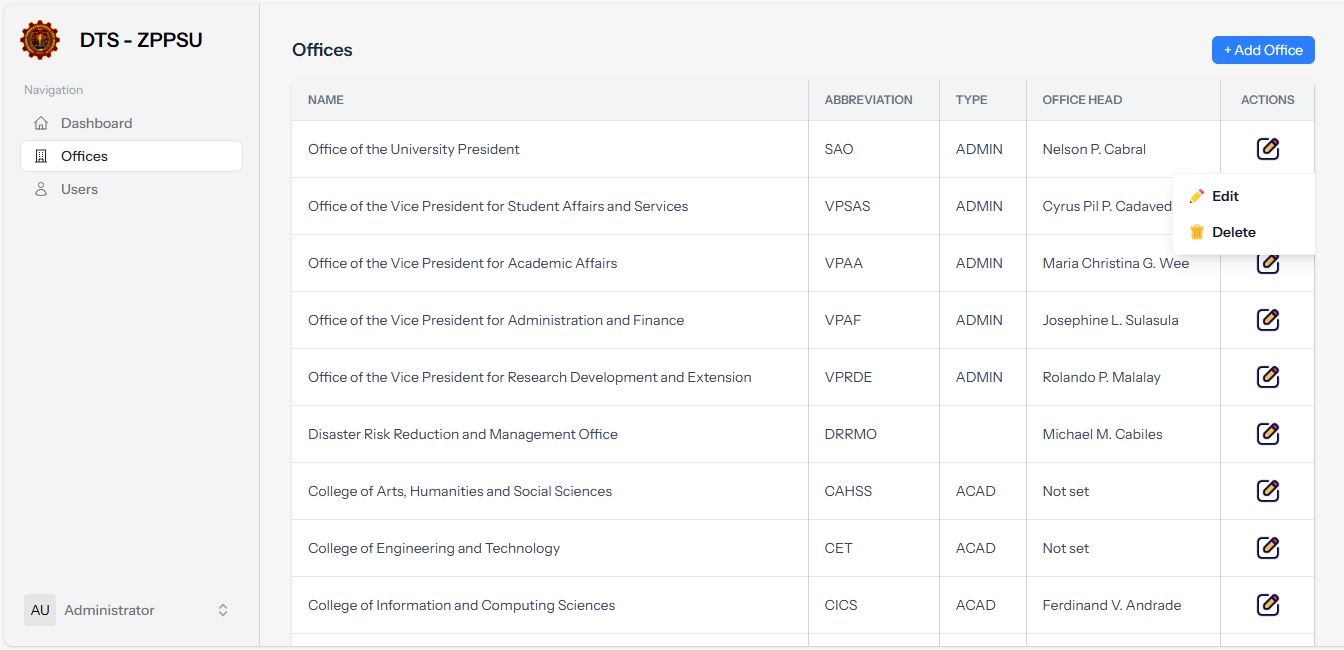 DTS - ZPPSU
Navigation
Dashboard
Offices
Users
AU Administrator
Offices
+ Add Office
NAME ABBREVIATION TYPE OFFICE HEAD ACTIONS
Office of the University President SAO ADMIN Nelson P. Cabral
Office of the Vice President for Student Affairs and Services VPSAS ADMIN Cyrus Pil P. Cadaved
Edit
Delete
Office of the Vice President for Academic Affairs VPAA ADMIN Maria Christina G. Wee
Office of the Vice President for Administration and Finance VPAF ADMIN Josephine L. Sulasula
Office of the Vice President for Research Development and Extension VPRDE ADMIN Rolando P. Malalay
Disaster Risk Reduction and Management Office DRRMO Michael M. Cabiles
College of Arts, Humanities and Social Sciences CAHSS ACAD Not set
College of Engineering and Technology CET ACAD Not set
College of Information and Computing Sciences CICS ACAD Ferdinand V. Andrade